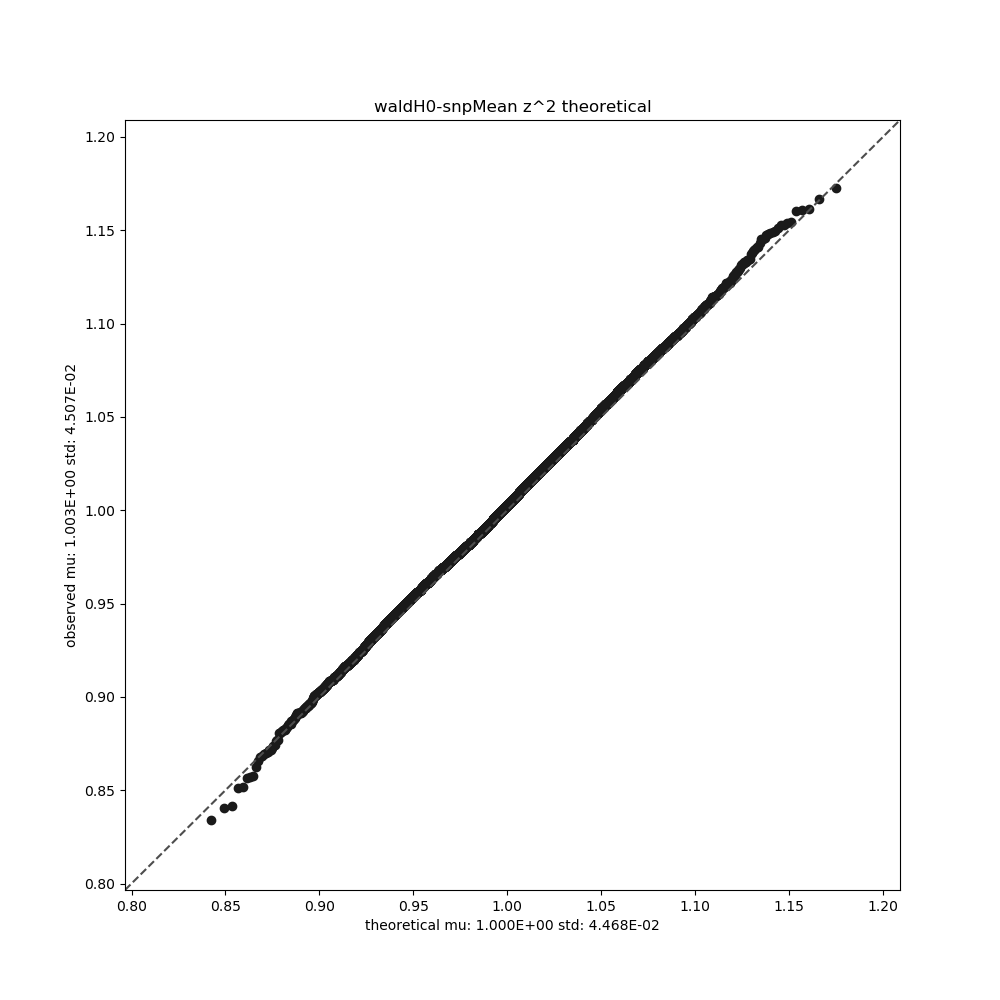 waldH0-snpMean z^2 theoretical
1.20
1.15
1.10
1.05
1.00
0.95
0.90
0.85
0.80
observed mu: 1.003E+00 std: 4.507E-02
0.80 0.85 0.90 0.95 1.00 1.05 1.10 1.15 1.20
theoretical mu: 1.000E+00 std: 4.468E-02